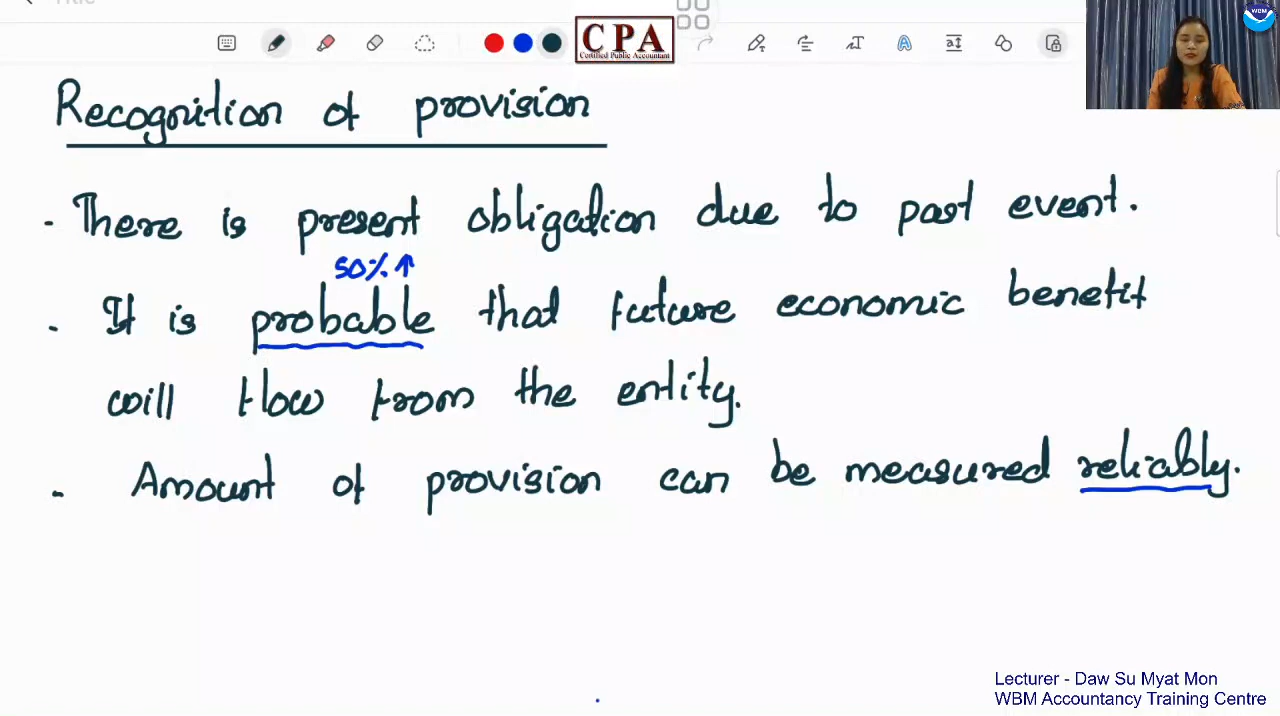 Title
CPA
Certified Public Accountant
WBM
Recognition of provision
- There is present obligation due to past event.
50% ↑
- It is probable that future economic benefit
will flow from the entity.
- Amount of provision can be measured reliably.
Lecturer - Daw Su Myat Mon
WBM Accountancy Training Centre